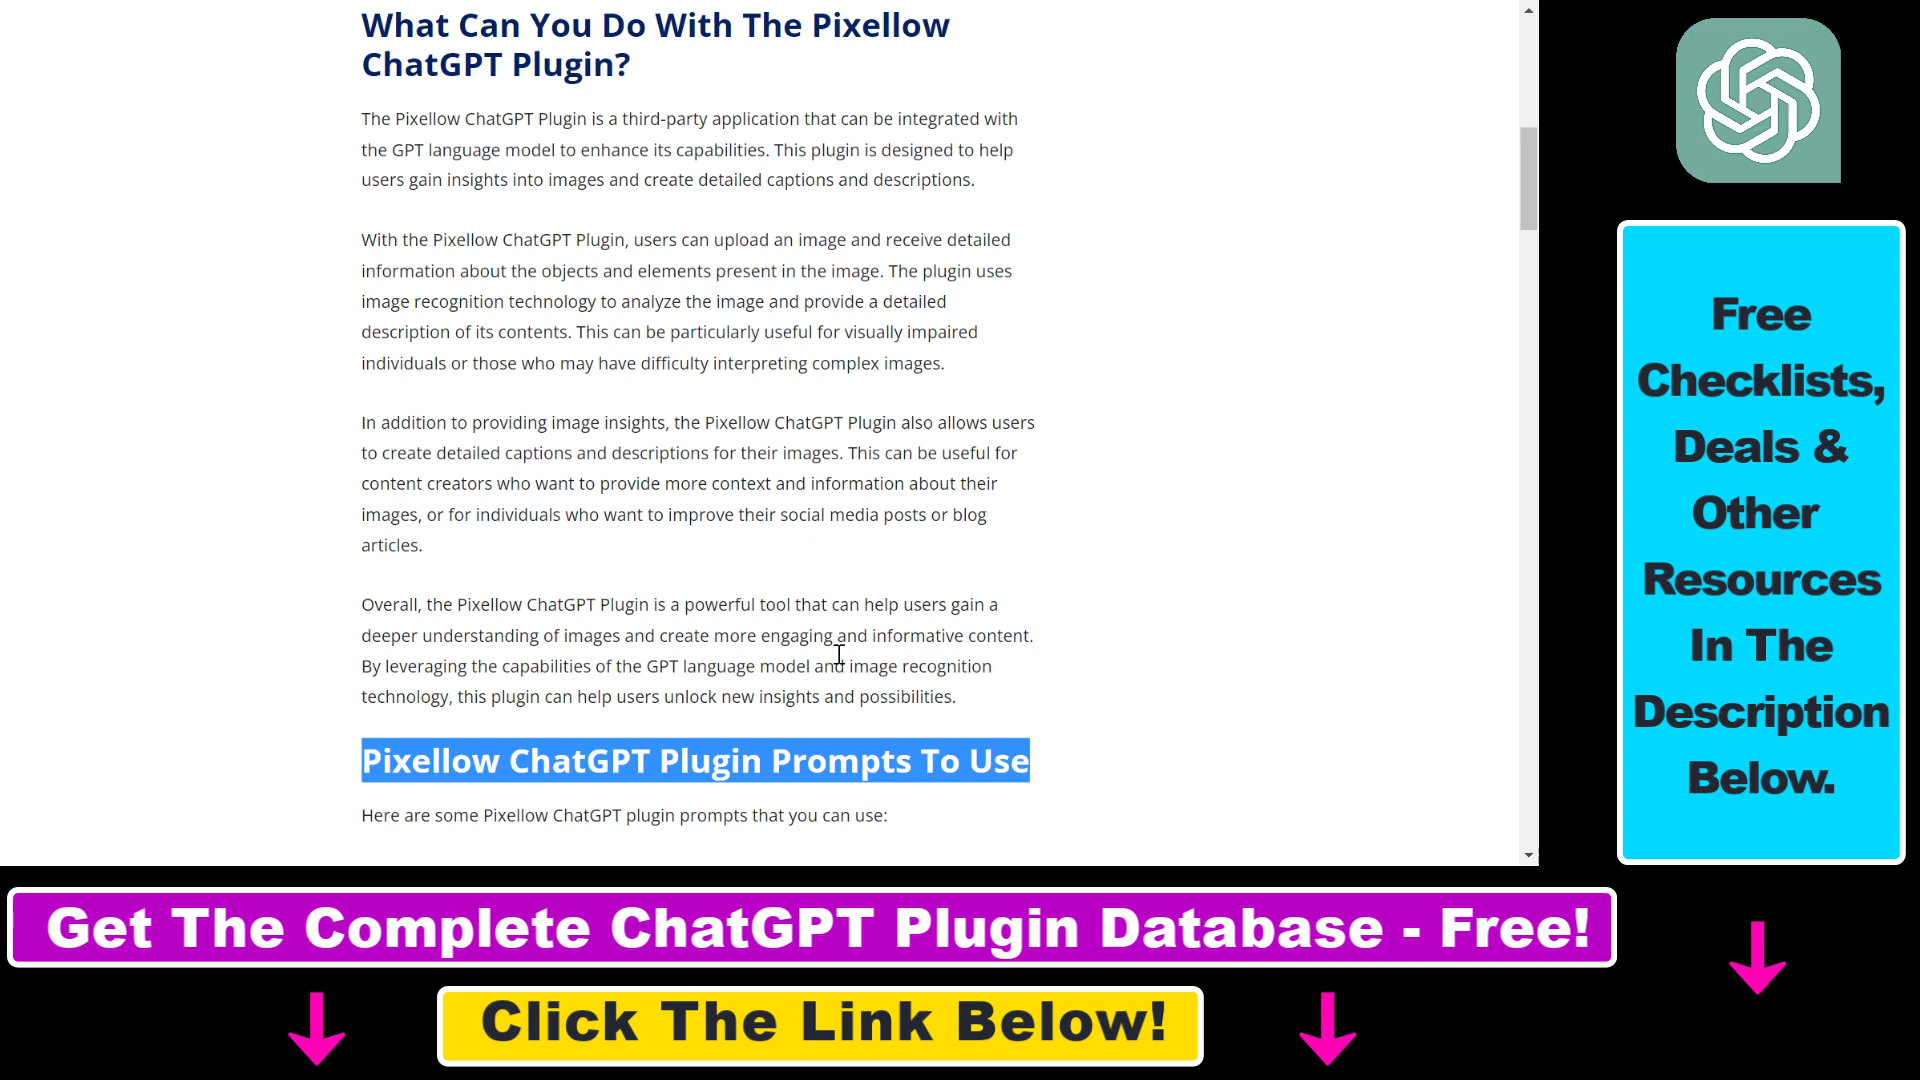 What Can You Do With The Pixellow
ChatGPT Plugin?
The Pixellow ChatGPT Plugin is a third-party application that can be integrated with
the GPT language model to enhance its capabilities. This plugin is designed to help
users gain insights into images and create detailed captions and descriptions.
With the Pixellow ChatGPT Plugin, users can upload an image and receive detailed
information about the objects and elements present in the image. The plugin uses
image recognition technology to analyze the image and provide a detailed
description of its contents. This can be particularly useful for visually impaired
individuals or those who may have difficulty interpreting complex images.
In addition to providing image insights, the Pixellow ChatGPT Plugin also allows users
to create detailed captions and descriptions for their images. This can be useful for
content creators who want to provide more context and information about their
images, or for individuals who want to improve their social media posts or blog
articles.
Overall, the Pixellow ChatGPT Plugin is a powerful tool that can help users gain a
deeper understanding of images and create more engaging and informative content.
By leveraging the capabilities of the GPT language model and image recognition
technology, this plugin can help users unlock new insights and possibilities.
Pixellow ChatGPT Plugin Prompts To Use
Here are some Pixellow ChatGPT plugin prompts that you can use:
Free
Checklists,
Deals &
Other
Resources
In The
Description
Below.
Get The Complete ChatGPT Plugin Database - Free!
Click The Link Below!